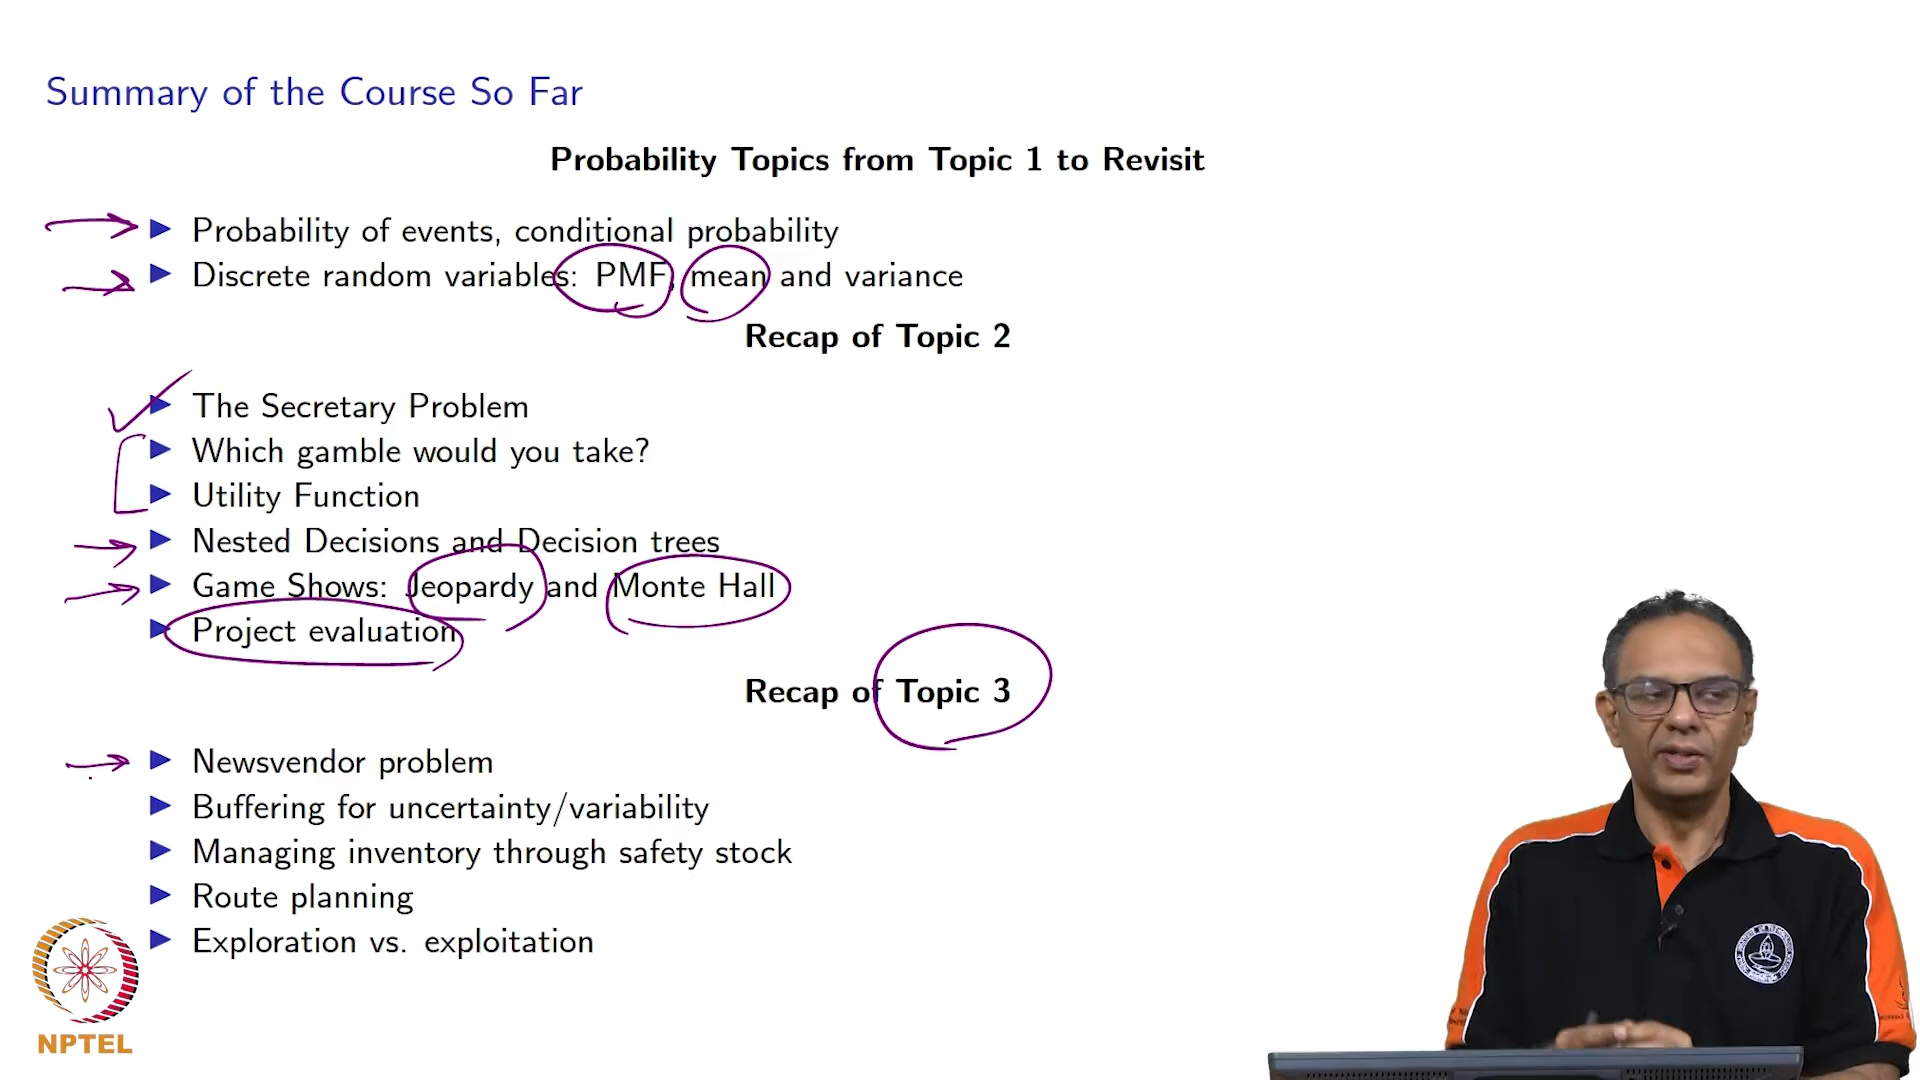 Summary of the Course So Far
Probability Topics from Topic 1 to Revisit
Probability of events, conditional probability
Discrete random variables: PMF, mean and variance
Recap of Topic 2
The Secretary Problem
Which gamble would you take?
Utility Function
Nested Decisions and Decision trees
Game Shows: Jeopardy and Monte Hall
Project evaluation
Recap of Topic 3
Newsvendor problem
Buffering for uncertainty/variability
Managing inventory through safety stock
Route planning
Exploration vs. exploitation
NPTEL